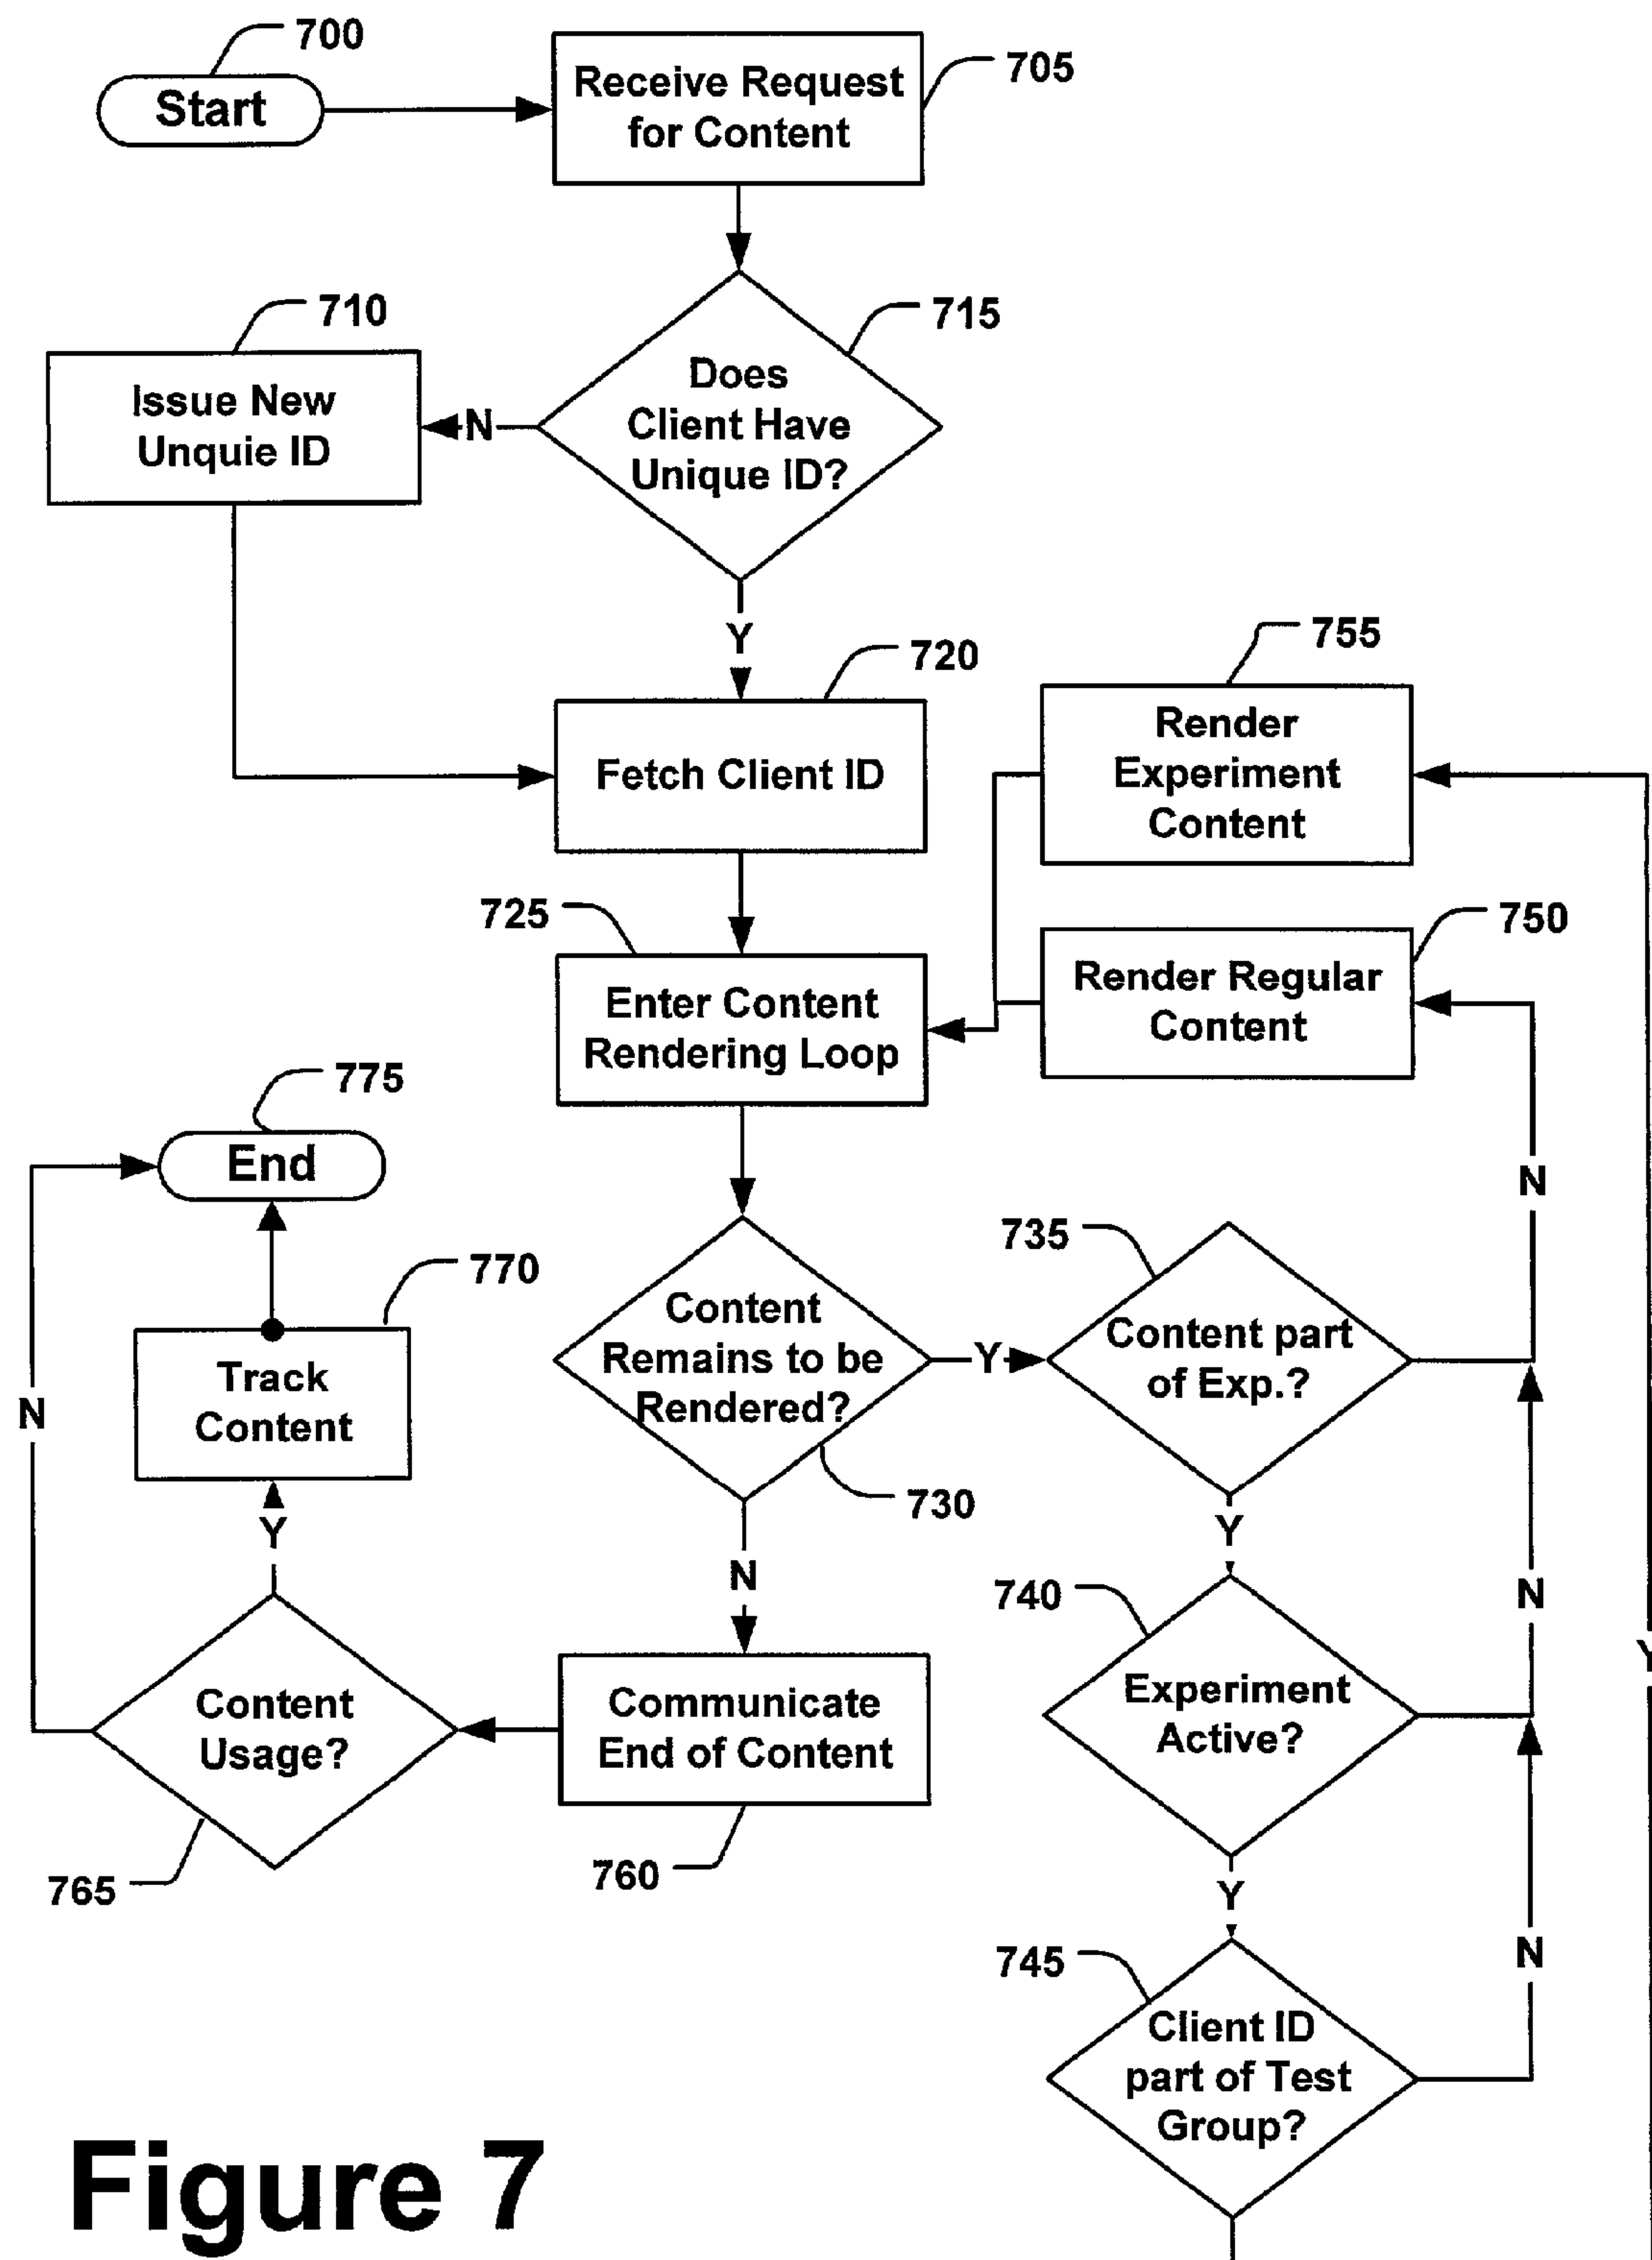 700
Start
Receive Request
for Content
705
710
Issue New
Unquie ID
N
715
Does
Client Have
Unique ID?
Y
720
Fetch Client ID
755
Render
Experiment
Content
725
Enter Content
Rendering Loop
750
Render Regular
Content
775
End
N
770
Track
Content
Y
Content
Remains to be
Rendered?
730
Y
735
Content part
of Exp.?
N
Y
N
740
Experiment
Active?
N
Y
Content
Usage?
765
Communicate
End of Content
760
Y
745
Client ID
part of Test
Group?
N
Figure 7